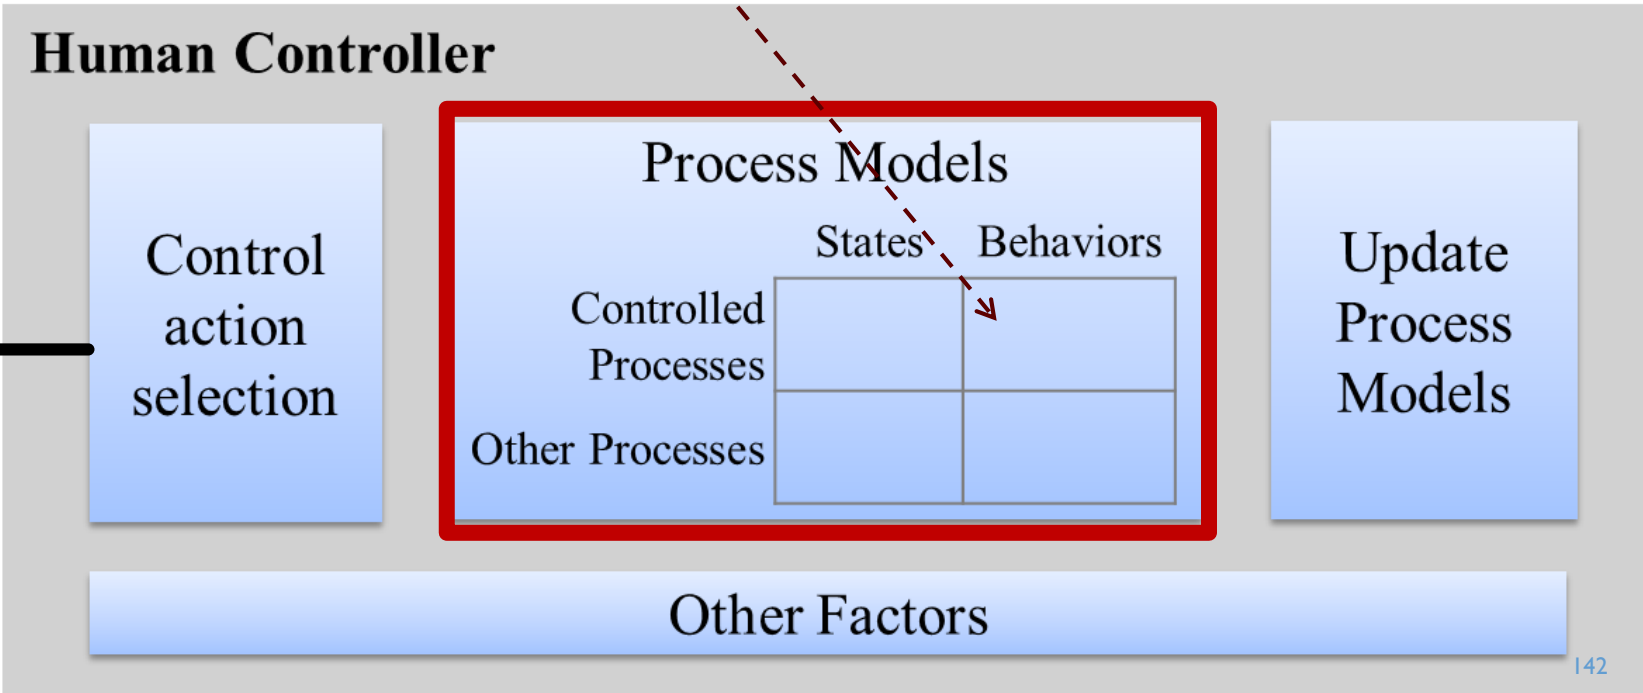 Human Controller
Control
action
selection
Process Models
States Behaviors
Controlled
Processes
Other Processes
Update
Process
Models
Other Factors
142